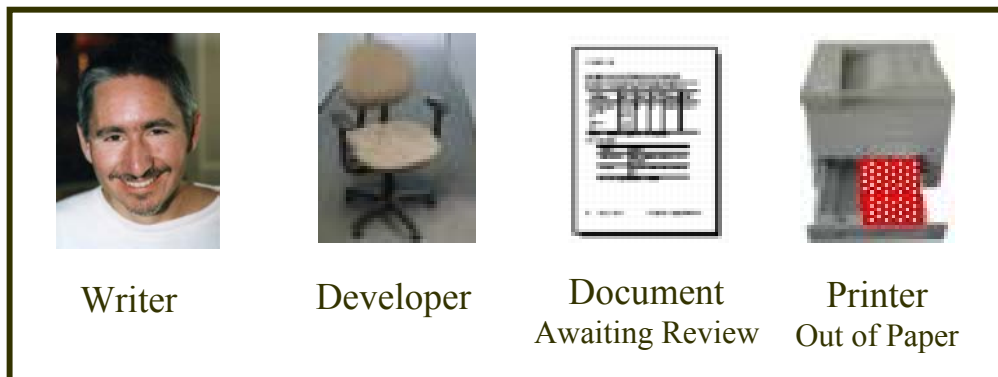 Writer
Developer
Document
Awaiting Review
Printer
Out of Paper